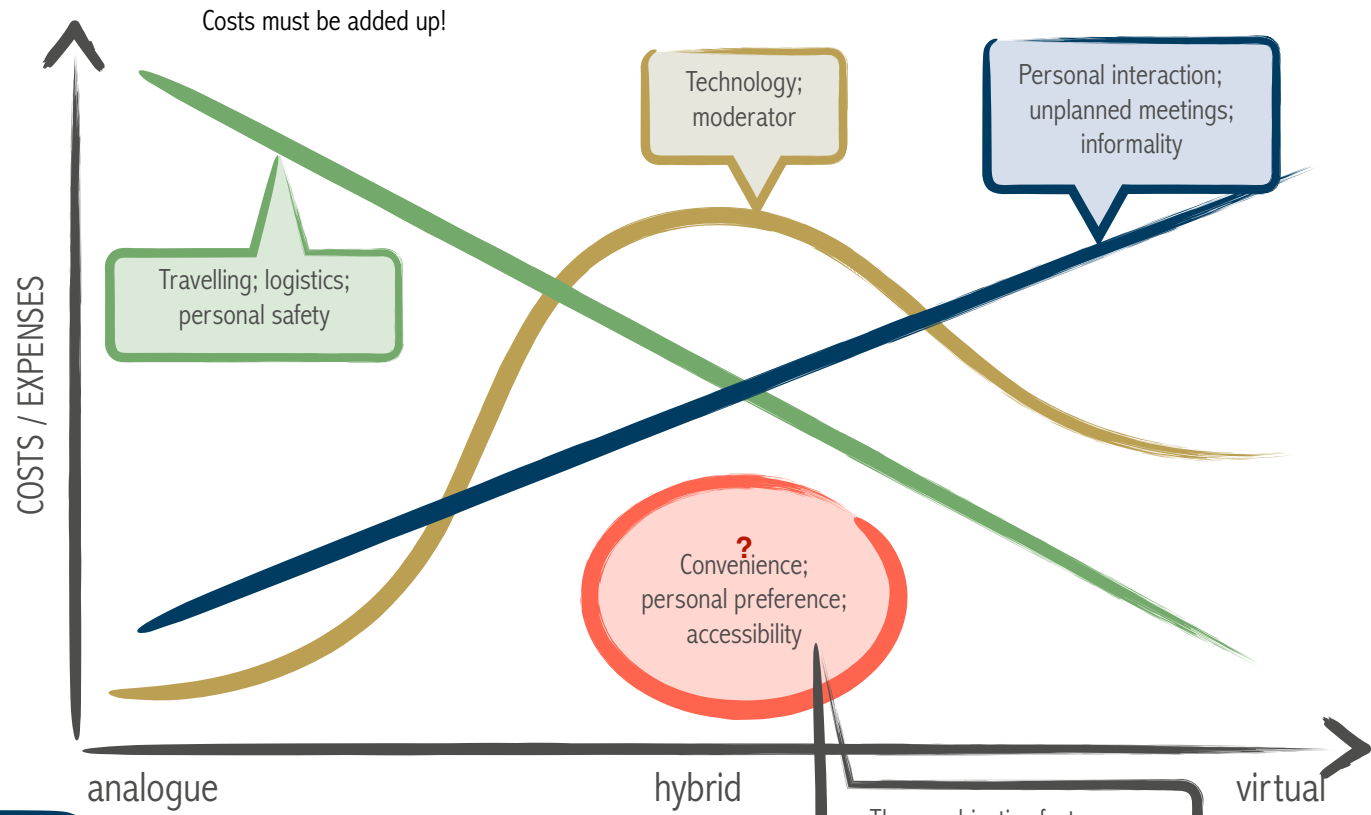 Costs must be added up!
Technology;
moderator
Personal interaction;
unplanned meetings;
informality
Travelling; logistics;
personal safety
COSTS / EXPENSES
?
Convenience;
personal preference;
accessibility
analogue
hybrid
virtual